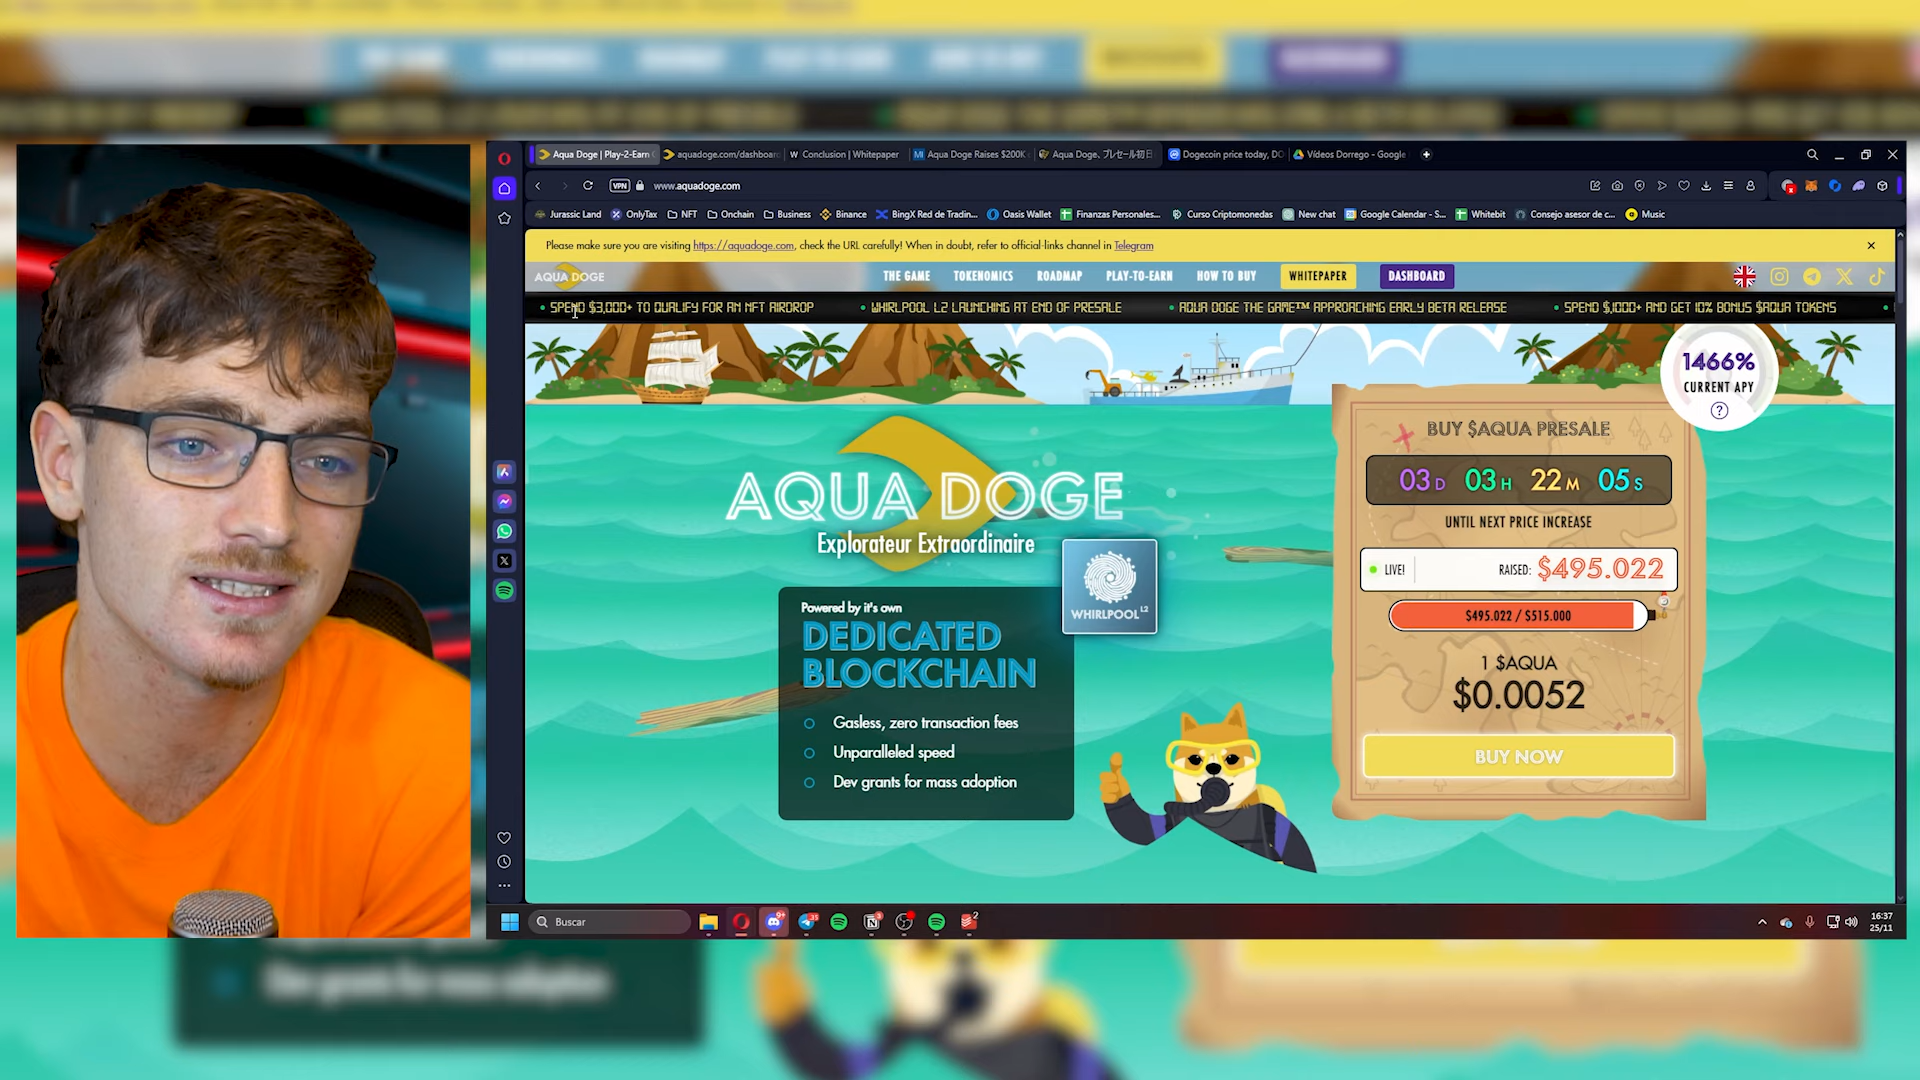 Aqua Doge | Play-2-Earn
aquadoge.com/dashboar
Conclusion | Whitepaper
Aqua Doge Raises $200K
Aqua Doge、プレセール初日
Dogecoin price today, DO
Vídeos Dorrego - Google
VPN
www.aquadoge.com
Jurassic Land
OnlyTax
NFT
Onchain
Business
Binance
BingX Red de Tradin...
Oasis Wallet
Finanzas Personales...
Curso Criptomonedas
New chat
Google Calendar - S...
Whitebit
Consejo asesor de c...
Music
Please make sure you are visiting https://aquadoge.com, check the URL carefully! When in doubt, refer to official-links channel in Telegram
AQUA DOGE
THE GAME
TOKENOMICS
ROADMAP
PLAY-TO-EARN
HOW TO BUY
WHITEPAPER
DASHBOARD
SPEND $3,000+ TO QUALIFY FOR AN NFT AIRDROP
WHIRLPOOL L2 LAUNCHING AT END OF PRESALE
AQUA DOGE THE GAME™ APPROACHING EARLY BETA RELEASE
SPEND $1,000+ AND GET 10% BONUS $AQUA TOKENS
1466%
CURRENT APY
?
AQUA DOGE
Explorateur Extraordinaire
WHIRLPOOL L2
Powered by it's own
DEDICATED
BLOCKCHAIN
Gasless, zero transaction fees
Unparalleled speed
Dev grants for mass adoption
BUY $AQUA PRESALE
03 D 03 H 22 M 05 S
UNTIL NEXT PRICE INCREASE
LIVE!
RAISED: $495.022
$495.022 / $515.000
1 $AQUA
$0.0052
BUY NOW
Buscar
16:37
25/11